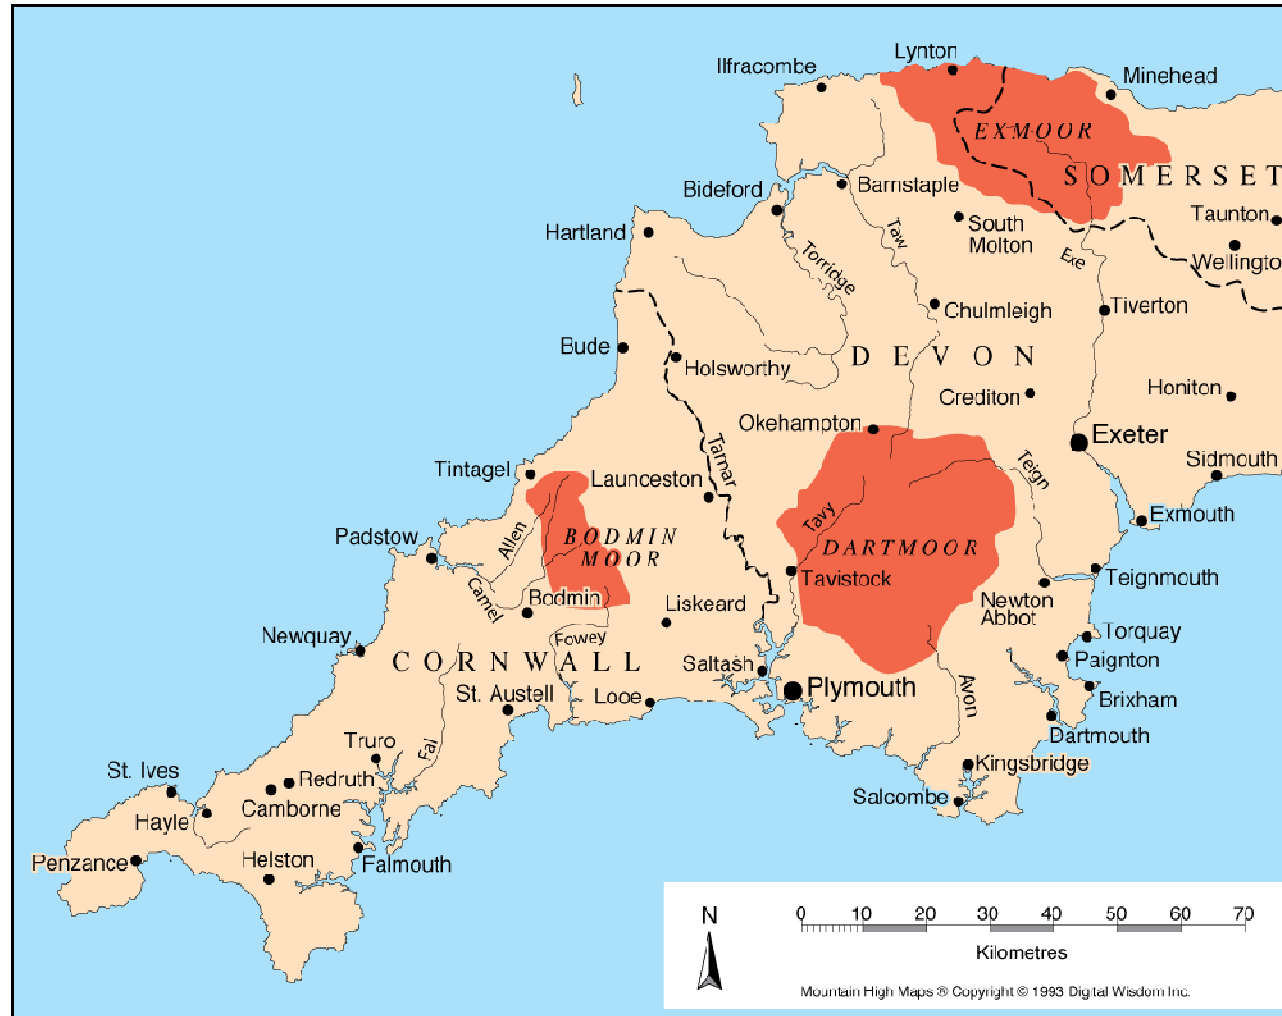 Lynton
Ilfracombe
Minehead
EXMOOR
SOMERSET
Bideford
Barnstaple
Taunton
Hartland
South
Molton
Taw
Torridge
Exe
Wellingto
Chulmleigh
Tiverton
Bude
DEVON
Holsworthy
Honiton
Crediton
Okehampton
Exeter
Tamar
Tintagel
Launceston
Teign
Sidmouth
Tavy
Exmouth
Padstow
Allen
BODMIN
MOOR
DARTMOOR
Tavistock
Teignmouth
Camel
Bodmin
Liskeard
Newton
Abbot
Newquay
Fowey
Torquay
CORNWALL
Saltash
Paignton
St. Austell
Looe
Plymouth
Avon
Brixham
Fal
Truro
Dartmouth
St. Ives
Redruth
Kingsbridge
Camborne
Salcombe
Hayle
Penzance
Helston
Falmouth
N
0 10 20 30 40 50 60 70
Kilometres
Mountain High Maps ® Copyright © 1993 Digital Wisdom Inc.